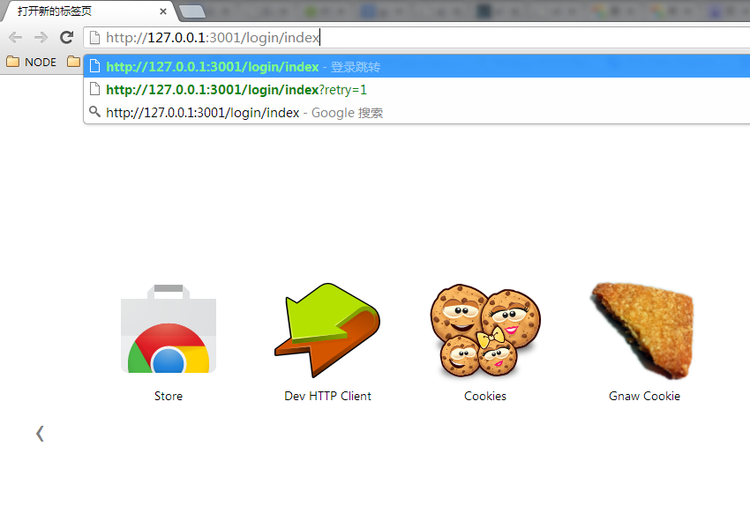 打开新的标签页
http://127.0.0.1:3001/login/index
NODE
http://127.0.0.1:3001/login/index - 登录跳转
http://127.0.0.1:3001/login/index?retry=1
http://127.0.0.1:3001/login/index - Google 搜索
Store
Dev HTTP Client
Cookies
Gnaw Cookie